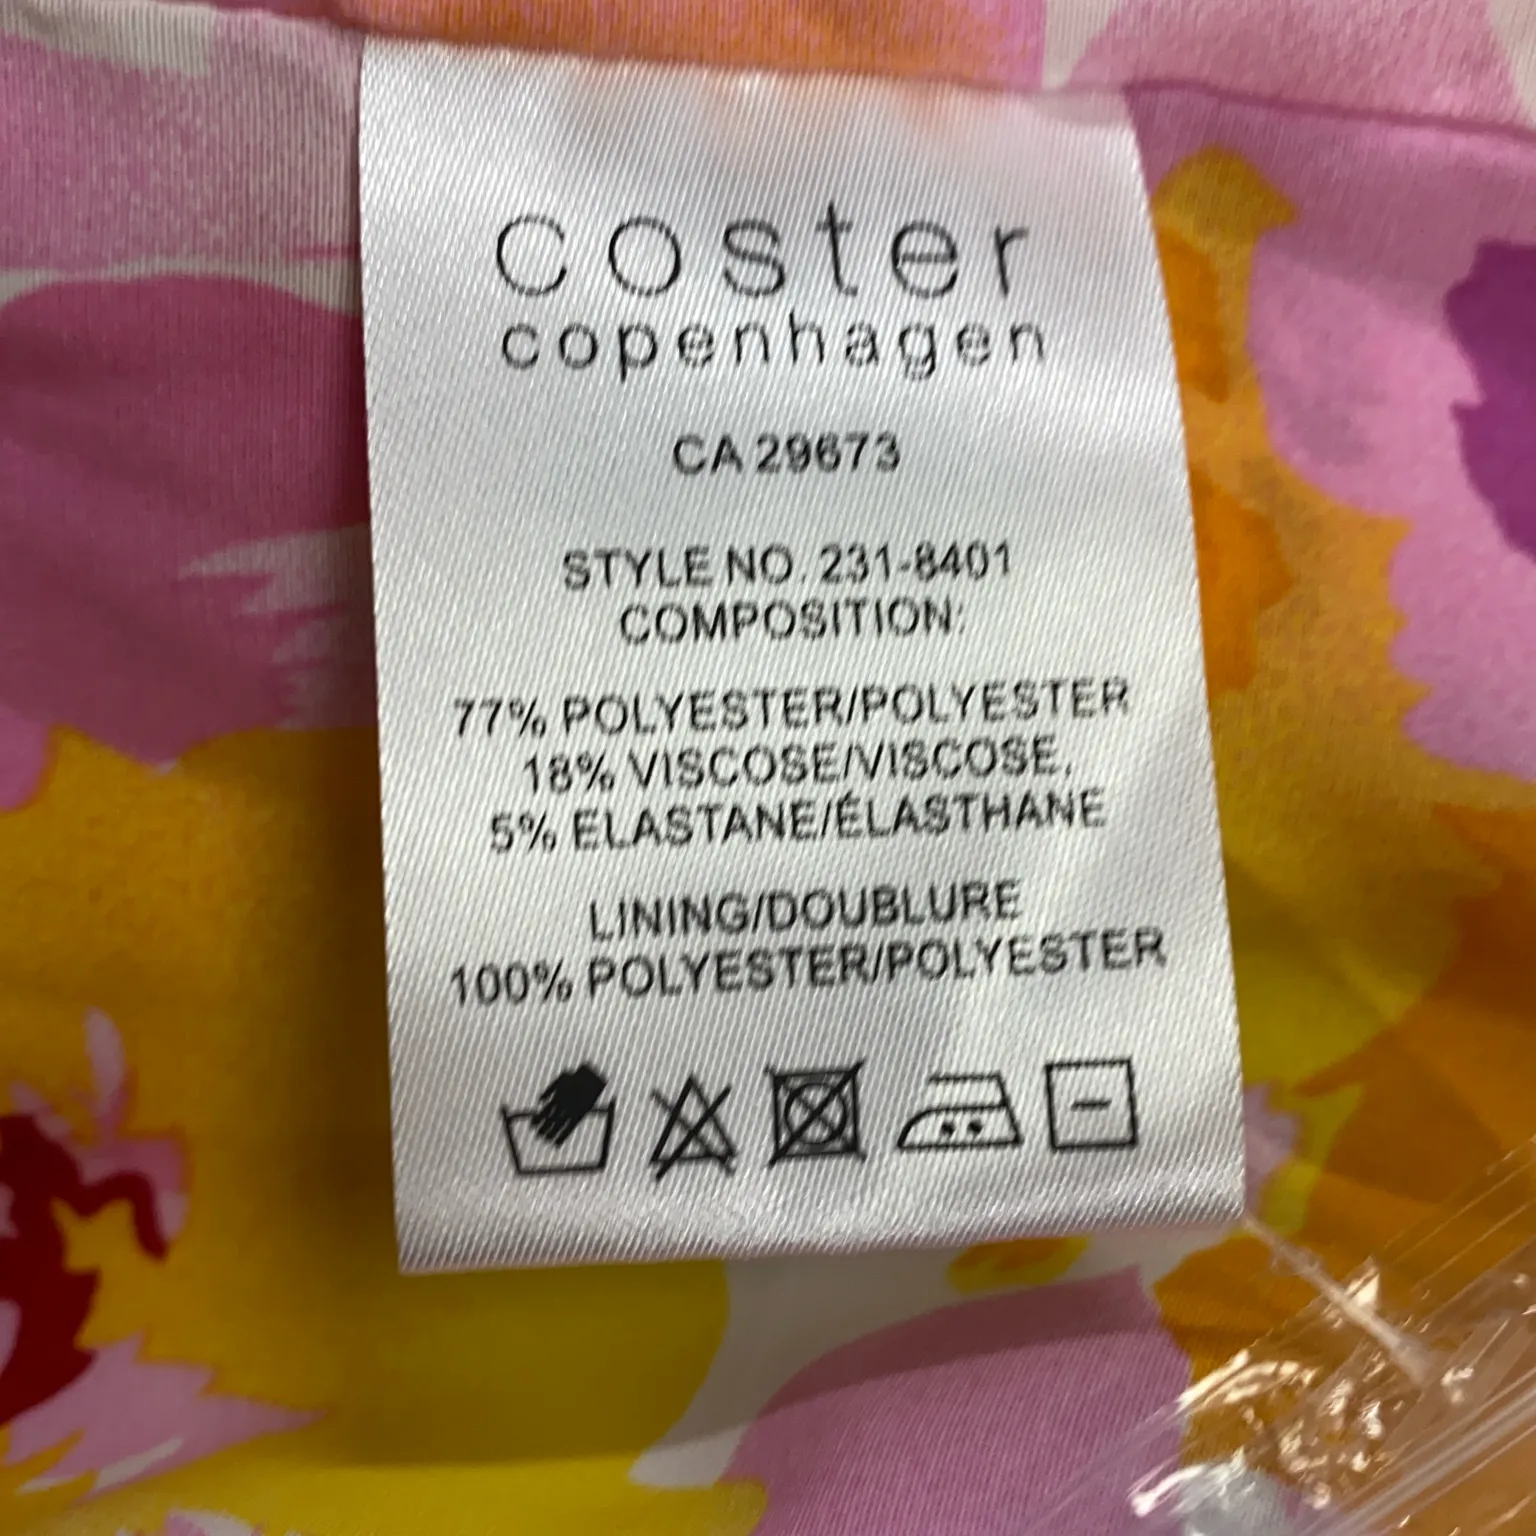 coster
copenhagen
CA 29673
STYLE NO. 231-8401
COMPOSITION:
77% POLYESTER/POLYESTER
18% VISCOSE/VISCOSE,
5% ELASTANE/ÉLASTHANE
LINING/DOUBLURE
100% POLYESTER/POLYESTER